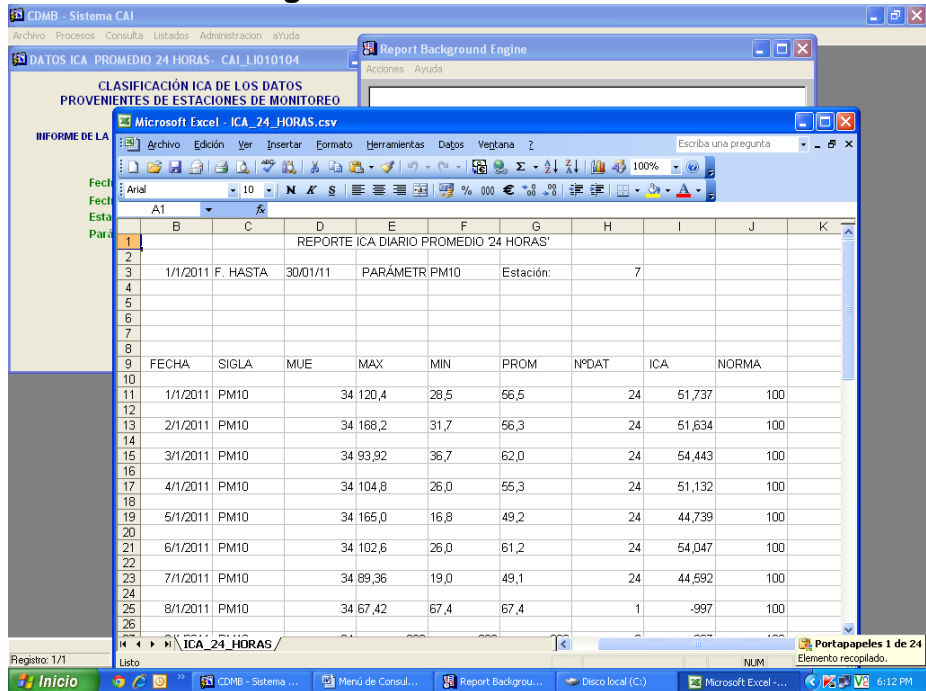 CDMB - Sistema CAI
Archivo Procesos Consulta Listados Administracion aYuda
DATOS ICA PROMEDIO 24 HORAS- CAI_LI010104
Report Background Engine
Acciones Ayuda
CLASIFICACIÓN ICA DE LOS DATOS
PROVENIENTES DE ESTACIONES DE MONITOREO
INFORME DE LA
Fech
Fech
Esta
Pará
Microsoft Excel - ICA_24_HORAS.csv
Archivo Edición Ver Insertar Formato Herramientas Datos Ventana ?
Escriba una pregunta
100%
Arial 10 N K S % 000 €
A1 fx
B C D E F G H I J K
1 REPORTE ICA DIARIO PROMEDIO '24 HORAS'
2
3 1/1/2011 F. HASTA 30/01/11 PARÁMETR PM10 Estación: 7
4
5
6
7
8
9 FECHA SIGLA MUE MAX MIN PROM NºDAT ICA NORMA
10
11 1/1/2011 PM10 34 120,4 28,5 56,5 24 51,737 100
12
13 2/1/2011 PM10 34 168,2 31,7 56,3 24 51,634 100
14
15 3/1/2011 PM10 34 93,92 36,7 62,0 24 54,443 100
16
17 4/1/2011 PM10 34 104,8 26,0 55,3 24 51,132 100
18
19 5/1/2011 PM10 34 165,0 16,8 49,2 24 44,739 100
20
21 6/1/2011 PM10 34 102,6 26,0 61,2 24 54,047 100
22
23 7/1/2011 PM10 34 89,36 19,0 49,1 24 44,592 100
24
25 8/1/2011 PM10 34 67,42 67,4 67,4 1 -997 100
26
ICA_24_HORAS
Listo
NUM
Portapapeles 1 de 24
Elemento recopilado.
Registro: 1/1
Inicio
CDMB - Sistema ...
Menú de Consul...
Report Backgrou...
Disco local (C:)
Microsoft Excel -...
6:12 PM